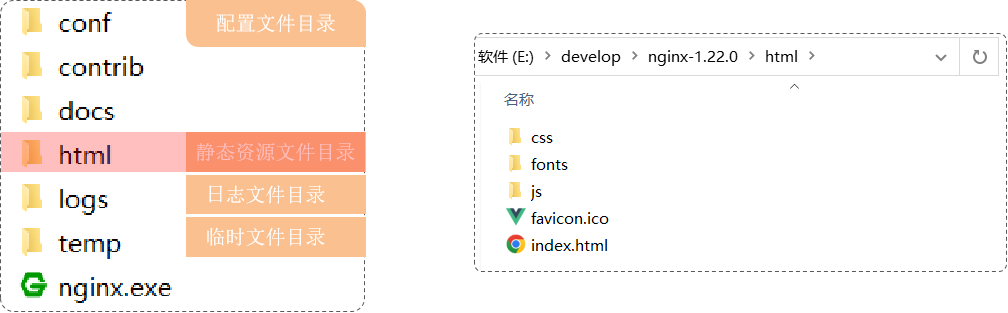 conf 配置文件目录
contrib
docs
html 静态资源文件目录
logs 日志文件目录
temp 临时文件目录
nginx.exe
软件 (E:) > develop > nginx-1.22.0 > html >
名称
css
fonts
js
favicon.ico
index.html